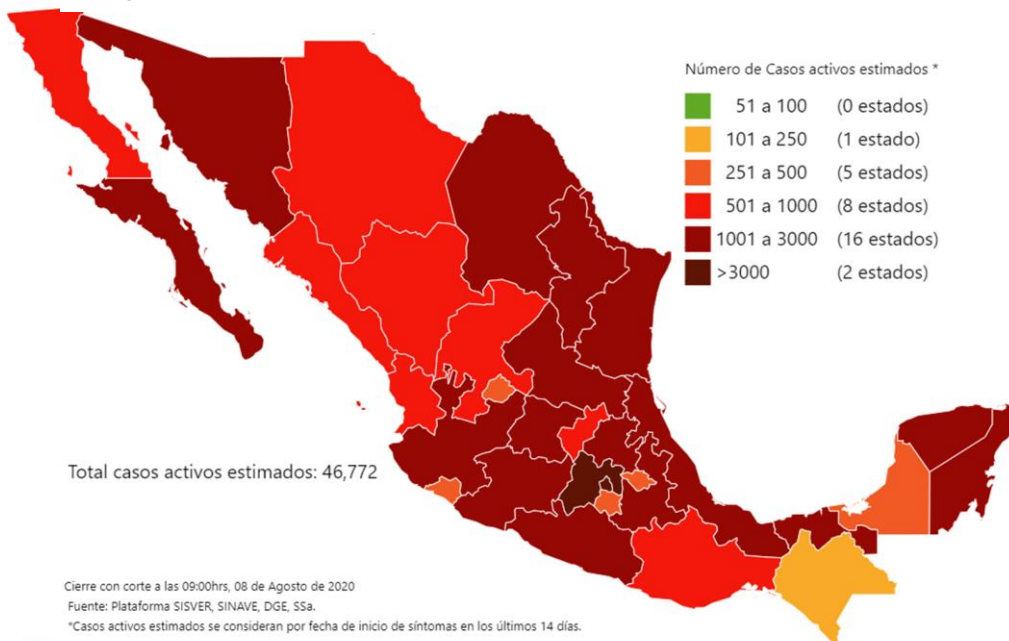 Número de Casos activos estimados *
51 a 100 (0 estados)
101 a 250 (1 estado)
251 a 500 (5 estados)
501 a 1000 (8 estados)
1001 a 3000 (16 estados)
>3000 (2 estados)
Total casos activos estimados: 46,772
Cierre con corte a las 09:00hrs, 08 de Agosto de 2020
Fuente: Plataforma SISVER, SINAVE, DGE, SSa.
*Casos activos estimados se consideran por fecha de inicio de síntomas en los últimos 14 días.